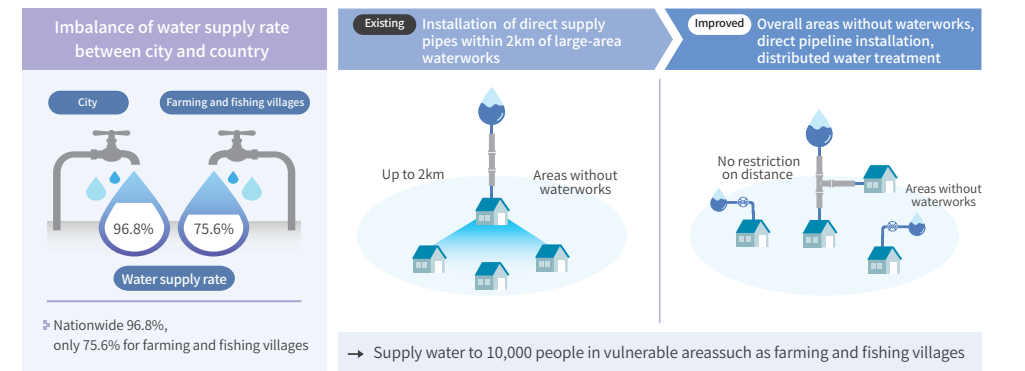 Imbalance of water supply rate
between city and country
City
Farming and fishing villages
96.8%
75.6%
Water supply rate
Nationwide 96.8%,
only 75.6% for farming and fishing villages
Existing
Installation of direct supply
pipes within 2km of large-area
waterworks
Up to 2km
Areas without
waterworks
Improved
Overall areas without waterworks,
direct pipeline installation,
distributed water treatment
No restriction
on distance
Areas without
waterworks
→ Supply water to 10,000 people in vulnerable areassuch as farming and fishing villages